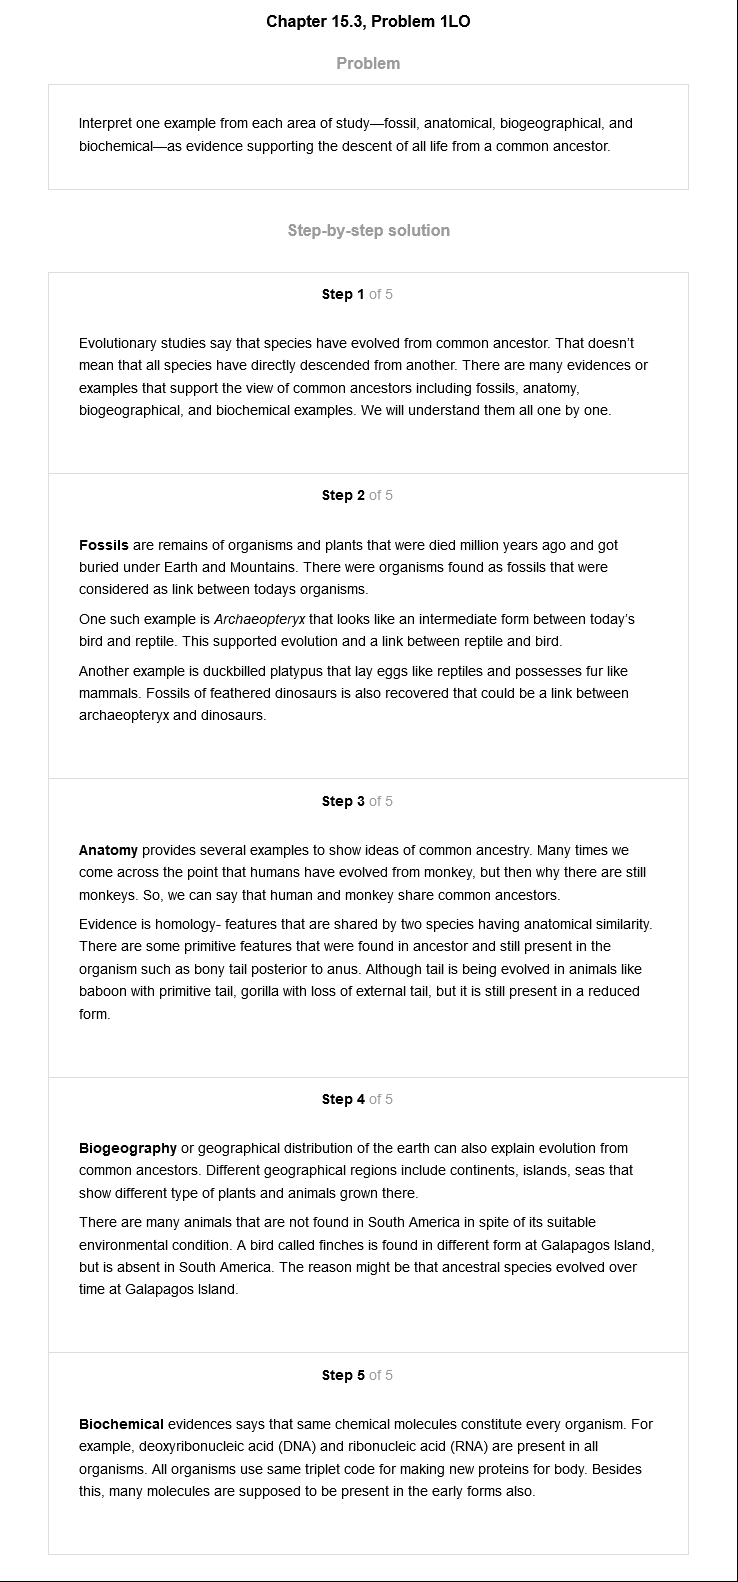 Chapter 15.3, Problem 1LO
Problem
Interpret one example from each area of study—fossil, anatomical, biogeographical, and
biochemical—as evidence supporting the descent of all life from a common ancestor.
Step-by-step solution
Step 1 of 5
Evolutionary studies say that species have evolved from common ancestor. That doesn't
mean that all species have directly descended from another. There are many evidences or
examples that support the view of common ancestors including fossils, anatomy,
biogeographical, and biochemical examples. We will understand them all one by one.
Step 2 of 5
Fossils are remains of organisms and plants that were died million years ago and got
buried under Earth and Mountains. There were organisms found as fossils that were
considered as link between todays organisms.
One such example is Archaeopteryx that looks like an intermediate form between today's
bird and reptile. This supported evolution and a link between reptile and bird.
Another example is duckbilled platypus that lay eggs like reptiles and possesses fur like
mammals. Fossils of feathered dinosaurs is also recovered that could be a link between
archaeopteryx and dinosaurs.
Step 3 of 5
Anatomy provides several examples to show ideas of common ancestry. Many times we
come across the point that humans have evolved from monkey, but then why there are still
monkeys. So, we can say that human and monkey share common ancestors.
Evidence is homology- features that are shared by two species having anatomical similarity.
There are some primitive features that were found in ancestor and still present in the
organism such as bony tail posterior to anus. Although tail is being evolved in animals like
baboon with primitive tail, gorilla with loss of external tail, but it is still present in a reduced
form.
Step 4 of 5
Biogeography or geographical distribution of the earth can also explain evolution from
common ancestors. Different geographical regions include continents, islands, seas that
show different type of plants and animals grown there.
There are many animals that are not found in South America in spite of its suitable
environmental condition. A bird called finches is found in different form at Galapagos Island,
but is absent in South America. The reason might be that ancestral species evolved over
time at Galapagos Island.
Step 5 of 5
Biochemical evidences says that same chemical molecules constitute every organism. For
example, deoxyribonucleic acid (DNA) and ribonucleic acid (RNA) are present in all
organisms. All organisms use same triplet code for making new proteins for body. Besides
this, many molecules are supposed to be present in the early forms also.